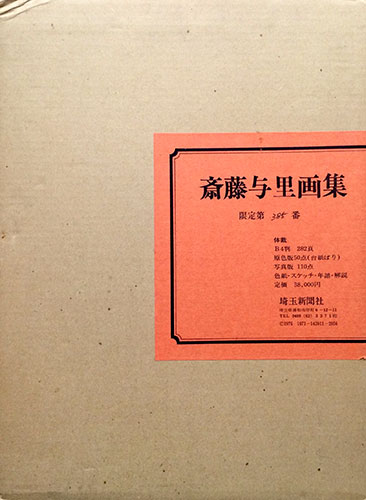 斎藤与里画集
限定第 385 番
体裁
B4判 282頁
原色版50点(台紙ばり)
写真版 110点
色紙・スケッチ・年譜・解説
定価 38,000円
埼玉新聞社